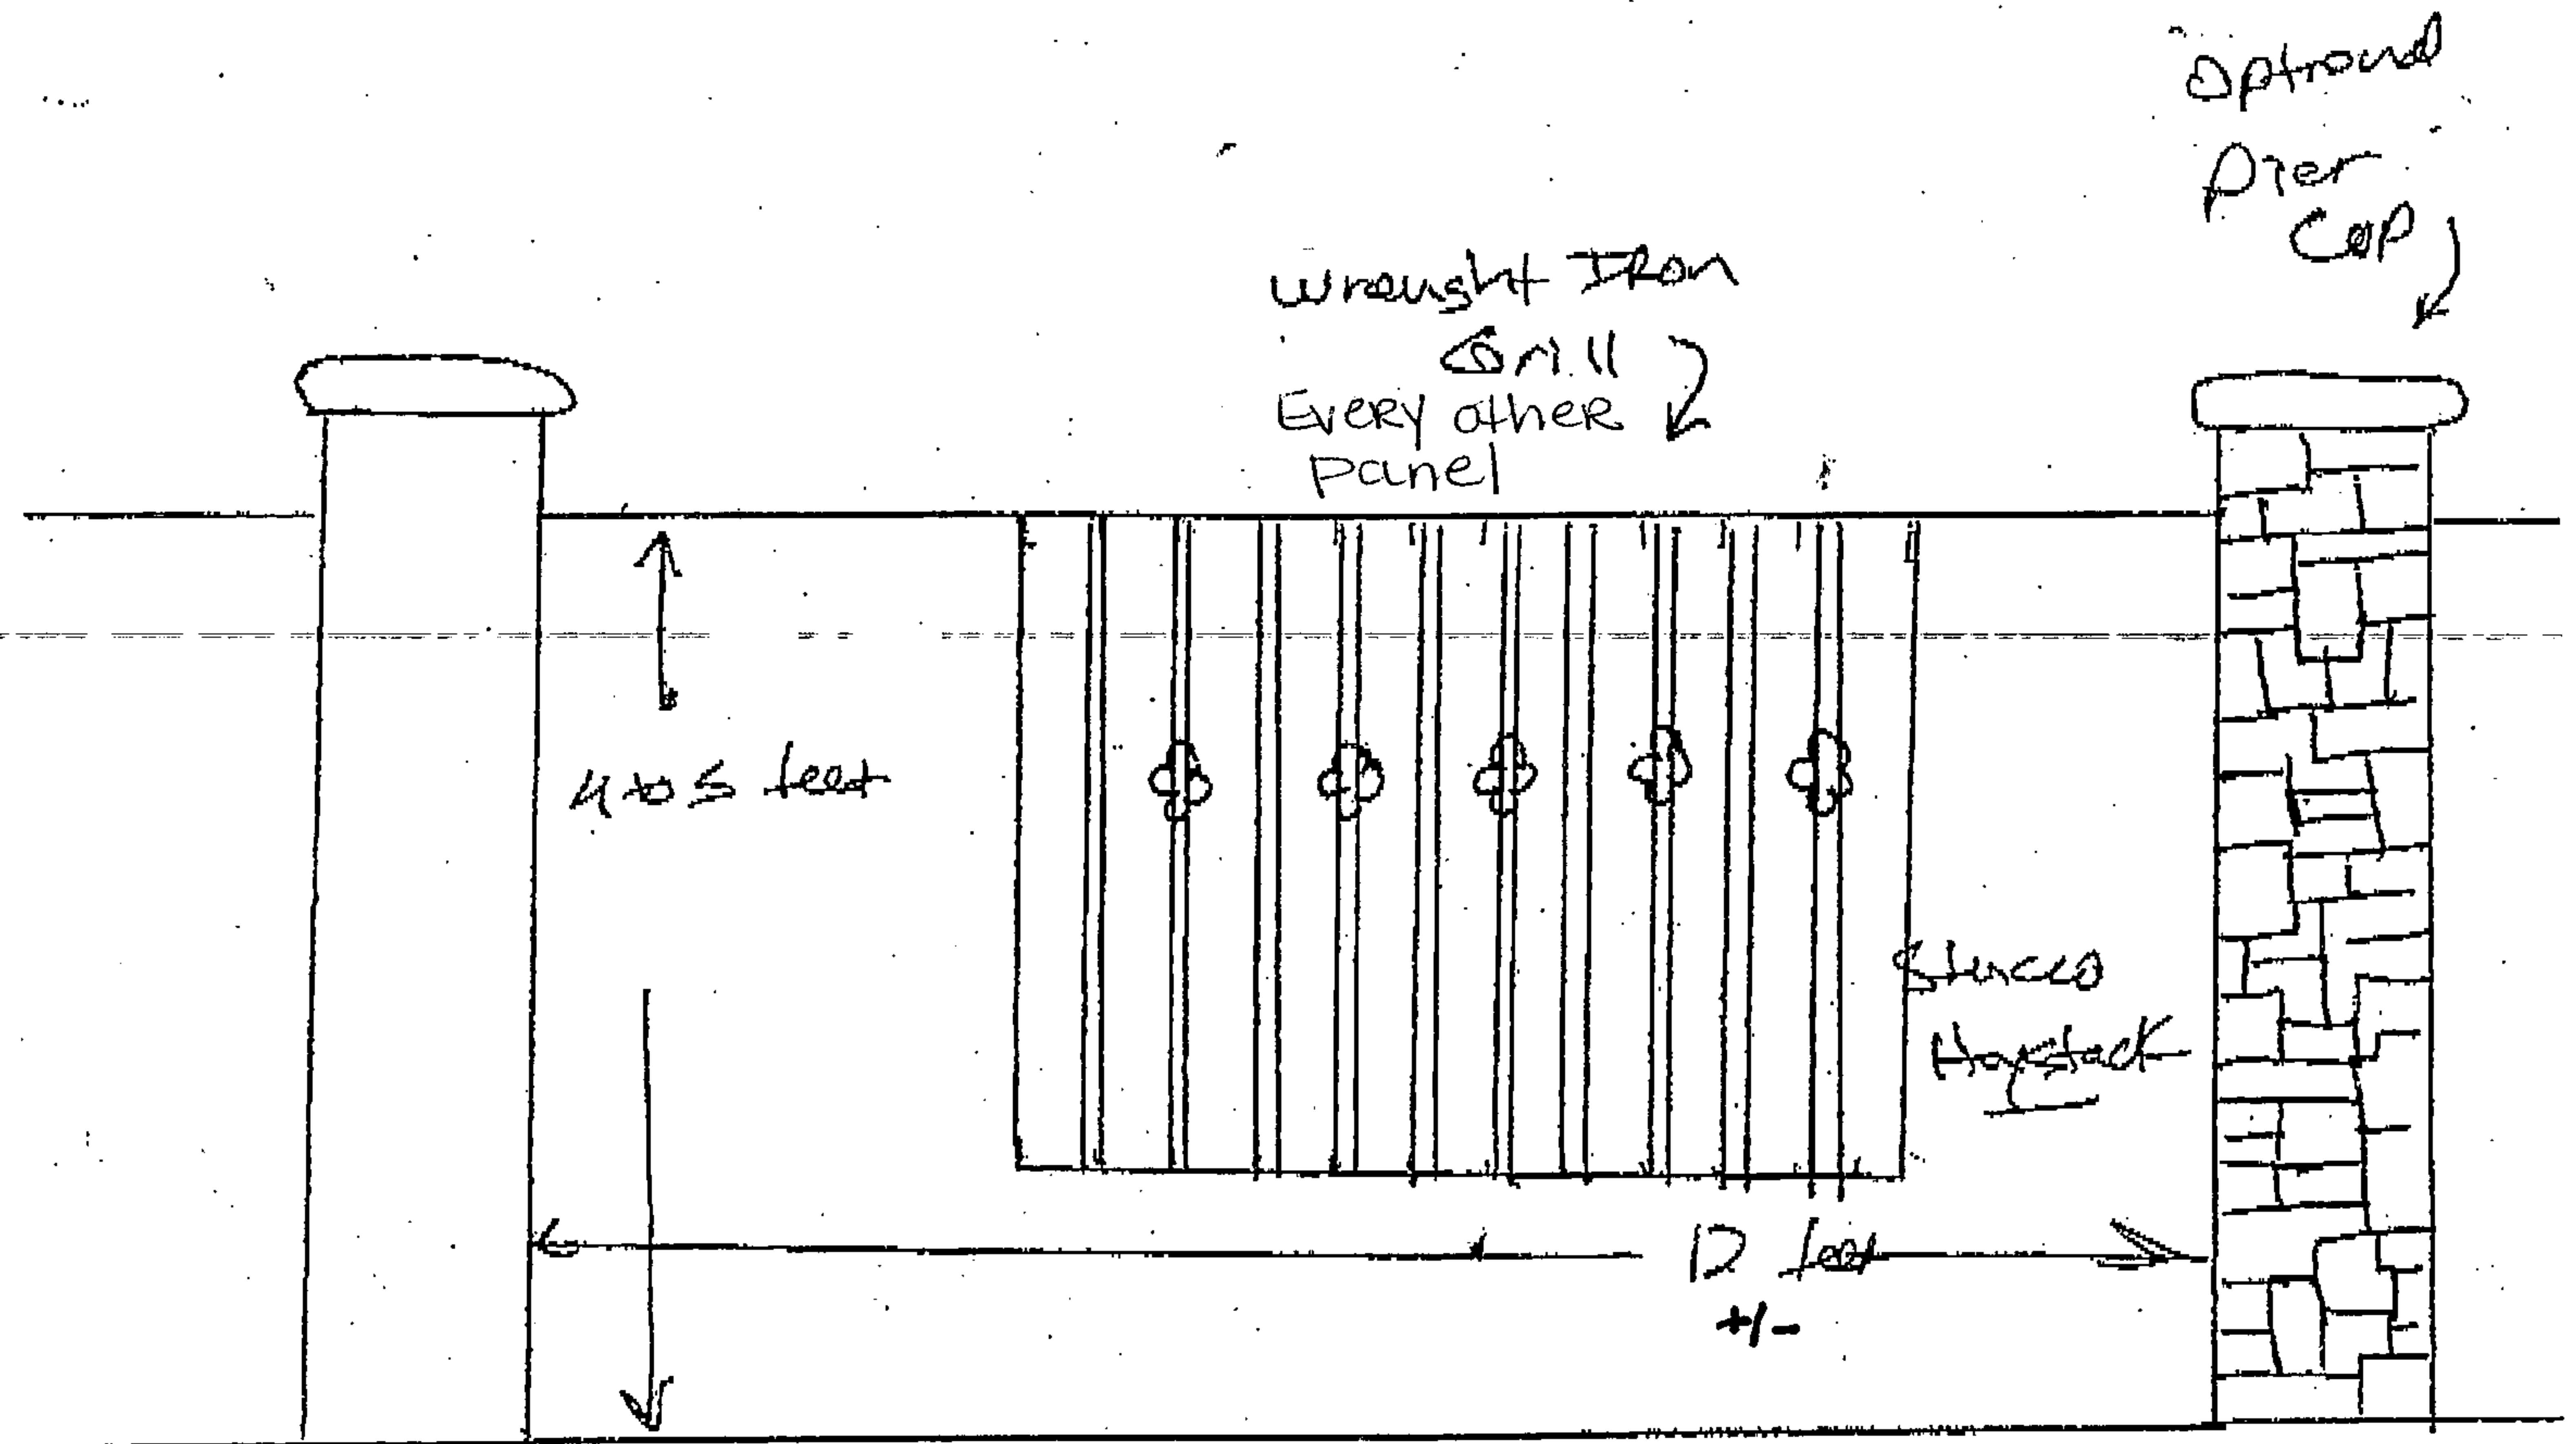 Optional
Pier
Cap
Wrought Iron
Grill
Every other
panel
4 to 5 feet
Stucco
Haystack
12 feet
+/-